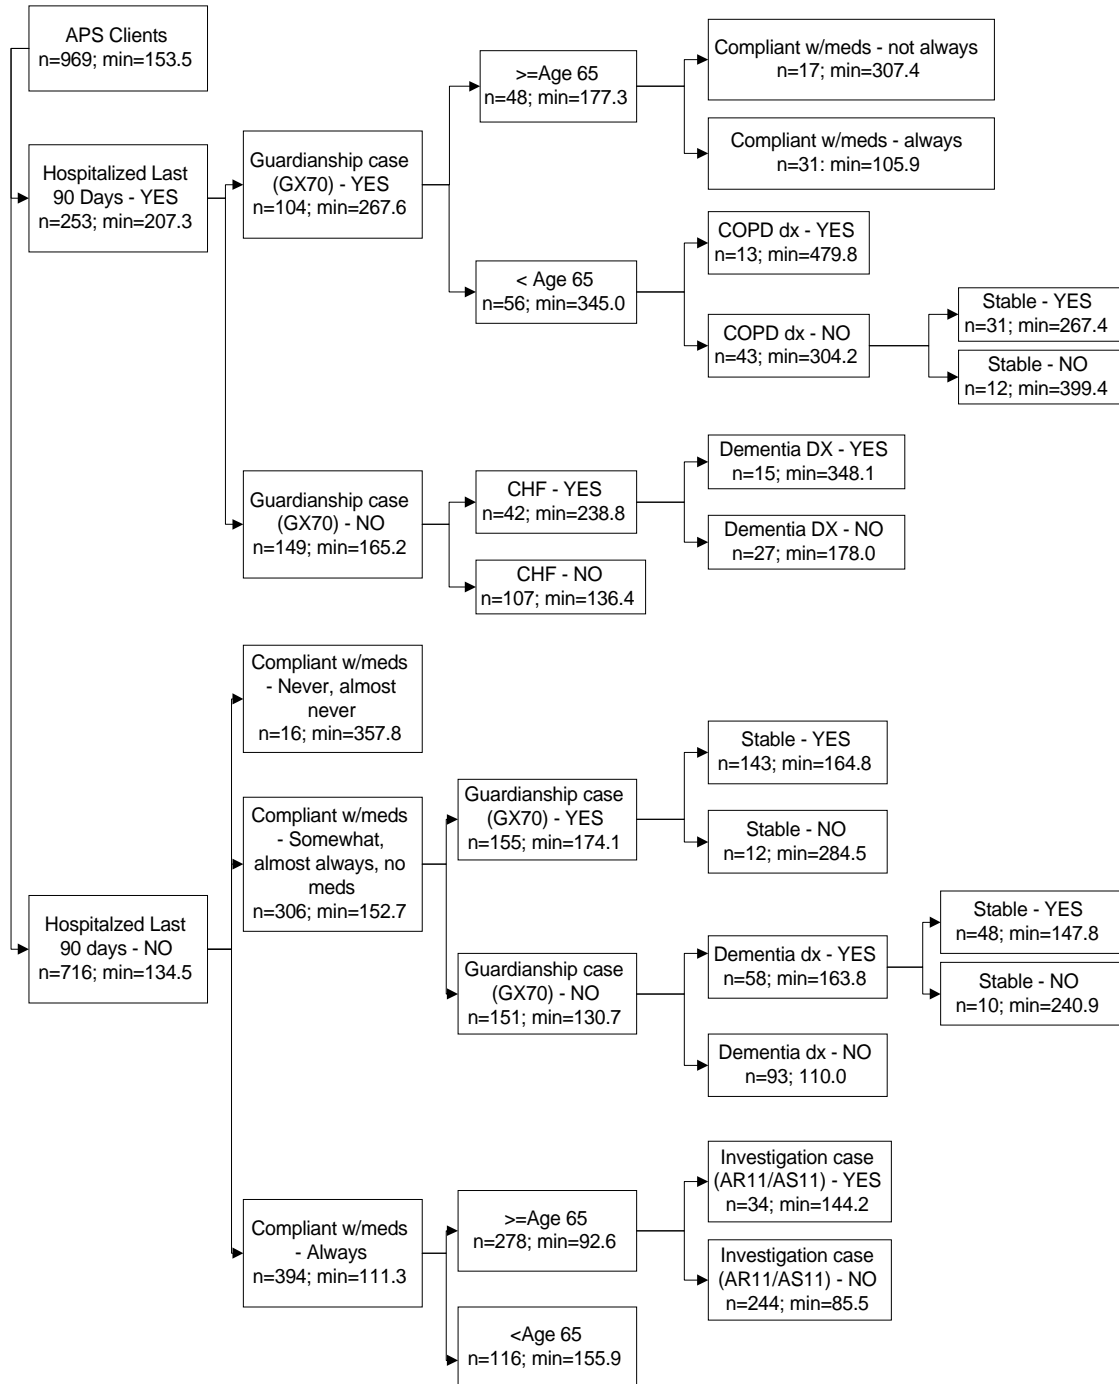 APS Clients
n=969; min=153.5
Hospitalized Last
90 Days - YES
n=253; min=207.3
Guardianship case
(GX70) - YES
n=104; min=267.6
>=Age 65
n=48; min=177.3
Compliant w/meds - not always
n=17; min=307.4
Compliant w/meds - always
n=31: min=105.9
< Age 65
n=56; min=345.0
COPD dx - YES
n=13; min=479.8
COPD dx - NO
n=43; min=304.2
Stable - YES
n=31; min=267.4
Stable - NO
n=12; min=399.4
Guardianship case
(GX70) - NO
n=149; min=165.2
CHF - YES
n=42; min=238.8
Dementia DX - YES
n=15; min=348.1
Dementia DX - NO
n=27; min=178.0
CHF - NO
n=107; min=136.4
Hospitalzed Last
90 days - NO
n=716; min=134.5
Compliant w/meds
- Never, almost
never
n=16; min=357.8
Compliant w/meds
- Somewhat,
almost always, no
meds
n=306; min=152.7
Guardianship case
(GX70) - YES
n=155; min=174.1
Stable - YES
n=143; min=164.8
Stable - NO
n=12; min=284.5
Guardianship case
(GX70) - NO
n=151; min=130.7
Dementia dx - YES
n=58; min=163.8
Stable - YES
n=48; min=147.8
Stable - NO
n=10; min=240.9
Dementia dx - NO
n=93; 110.0
Compliant w/meds
- Always
n=394; min=111.3
>=Age 65
n=278; min=92.6
Investigation case
(AR11/AS11) - YES
n=34; min=144.2
Investigation case
(AR11/AS11) - NO
n=244; min=85.5
<Age 65
n=116; min=155.9